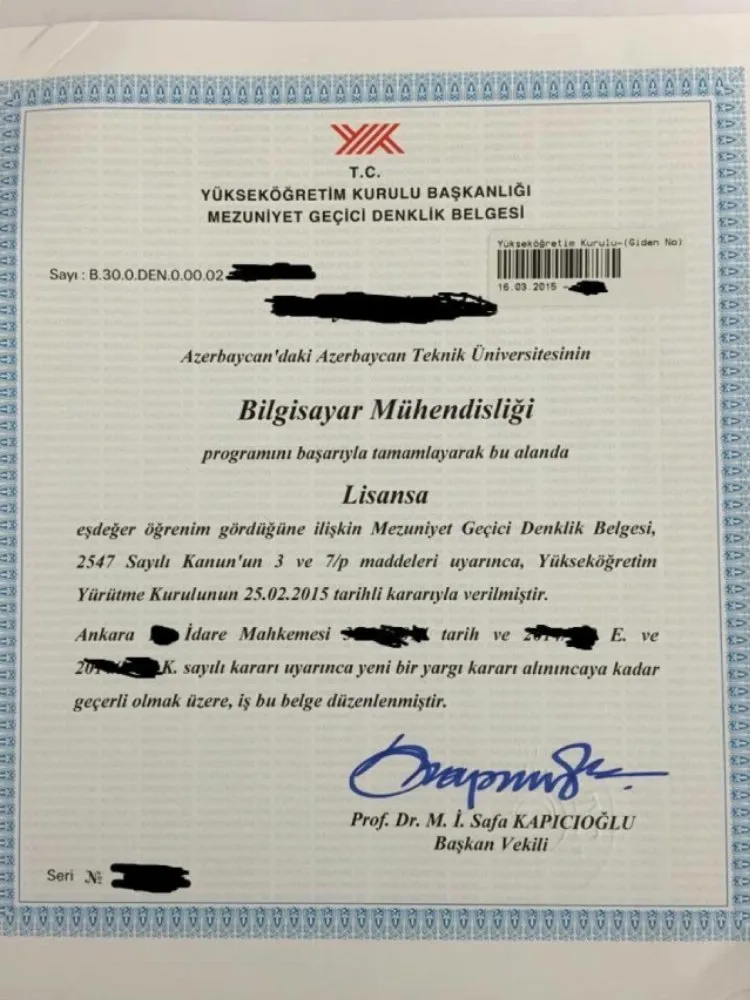 T.C.
YÜKSEKÖĞRETİM KURULU BAŞKANLIĞI
MEZUNİYET GEÇİCİ DENKLİK BELGESİ
Yükseköğretim Kurulu-(Giden No)
16.03.2015 -
Sayı : B.30.0.DEN.0.00.02
Azerbaycan'daki Azerbaycan Teknik Üniversitesinin
Bilgisayar Mühendisliği
programını başarıyla tamamlayarak bu alanda
Lisansa
eşdeğer öğrenim gördüğüne ilişkin Mezuniyet Geçici Denklik Belgesi,
2547 Sayılı Kanun'un 3 ve 7/p maddeleri uyarınca, Yükseköğretim
Yürütme Kurulunun 25.02.2015 tarihli kararıyla verilmiştir.
Ankara İdare Mahkemesi tarih ve E. ve
K. sayılı kararı uyarınca yeni bir yargı kararı alınıncaya kadar
geçerli olmak üzere, iş bu belge düzenlenmiştir.
Prof. Dr. M. İ. Safa KAPICIOĞLU
Başkan Vekili
Seri №